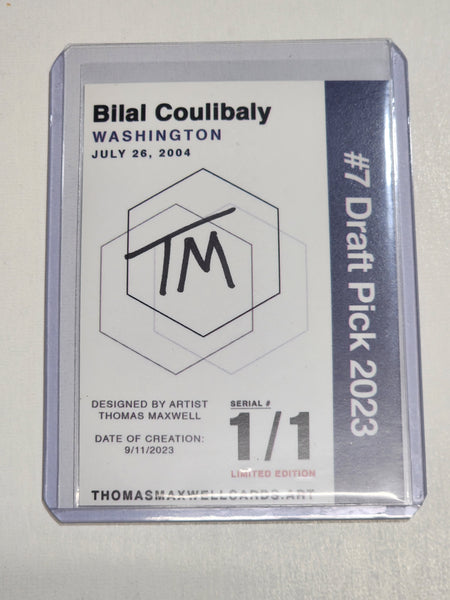 Bilal Coulibaly
WASHINGTON
JULY 26, 2004
#7 Draft Pick 2023
TM
DESIGNED BY ARTIST
THOMAS MAXWELL
DATE OF CREATION:
9/11/2023
SERIAL #
1/1
LIMITED EDITION
THOMASMAXWELLCARDS.ART